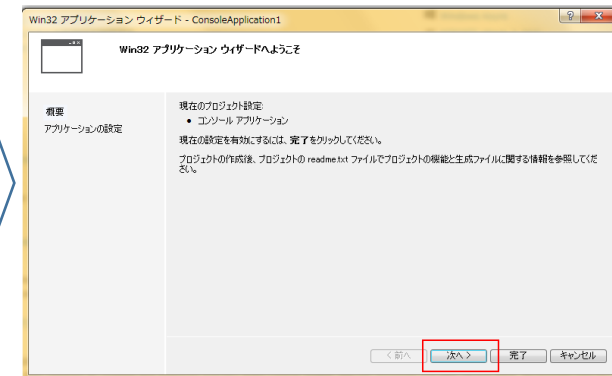 Win32 アプリケーション ウィザード - ConsoleApplication1
Win32 アプリケーション ウィザードへようこそ
概要
アプリケーションの設定
現在のプロジェクト設定:
• コンソール アプリケーション
現在の設定を有効にするには、完了をクリックしてください。
プロジェクトの作成後、プロジェクトの readme.txt ファイルでプロジェクトの機能と生成ファイルに関する情報を参照してくだ
さい。
< 前へ 次へ > 完了 キャンセル